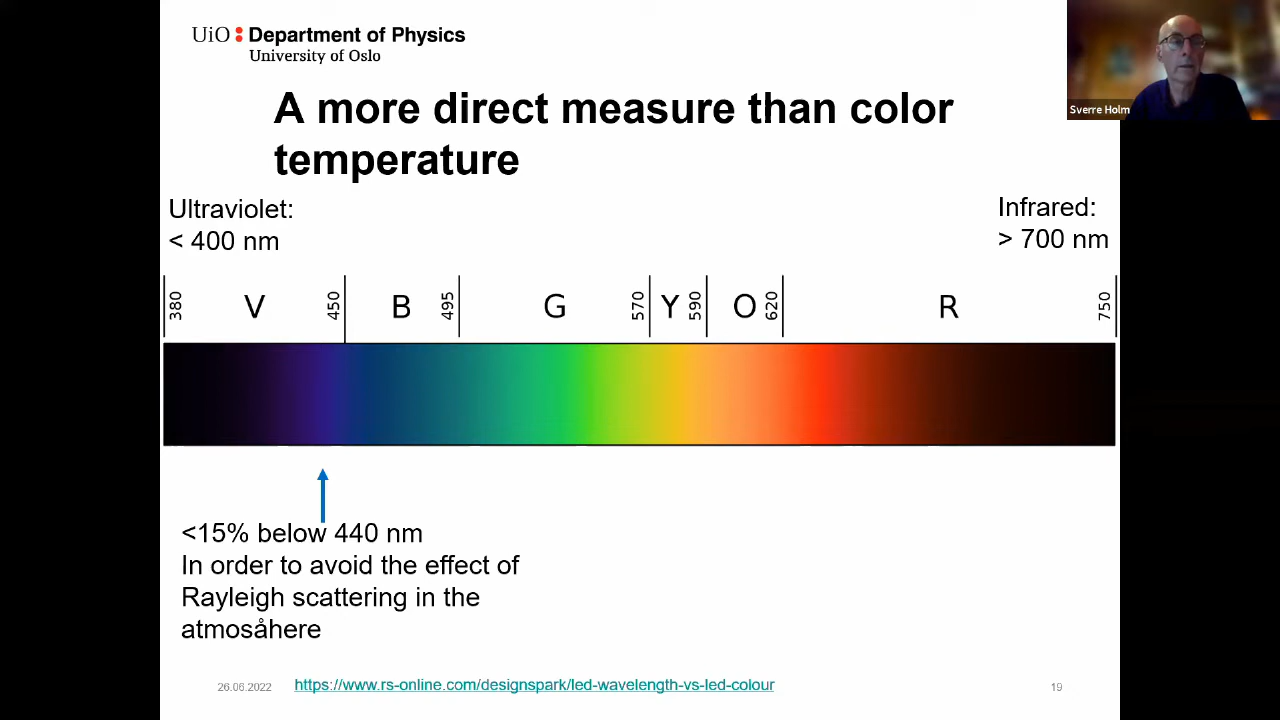 UiO : Department of Physics
University of Oslo
Sverre Holm
A more direct measure than color
temperature
Ultraviolet:
< 400 nm
Infrared:
> 700 nm
380 V 450 B 495 G 570 Y 590 O 620 R 750
<15% below 440 nm
In order to avoid the effect of
Rayleigh scattering in the
atmosåhere
26.06.2022 https://www.rs-online.com/designspark/led-wavelength-vs-led-colour 19